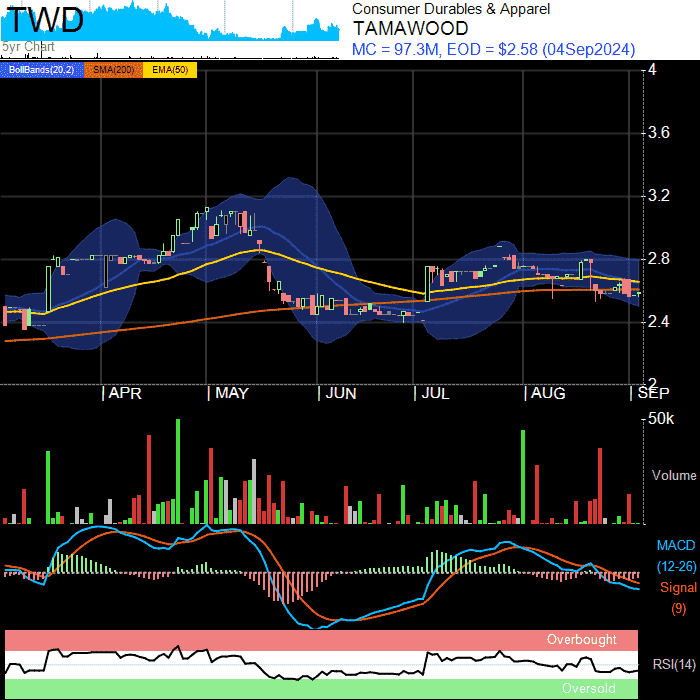 TWD
5yr Chart
Consumer Durables & Apparel
TAMAWOOD
MC = 97.3M, EOD = $2.58 (04Sep2024)
BollBands(20,2) SMA(200) EMA(50)
4
3.6
3.2
2.8
2.4
2
APR MAY JUN JUL AUG SEP
50k
Volume
MACD
(12-26)
Signal
(9)
Overbought
RSI(14)
Oversold